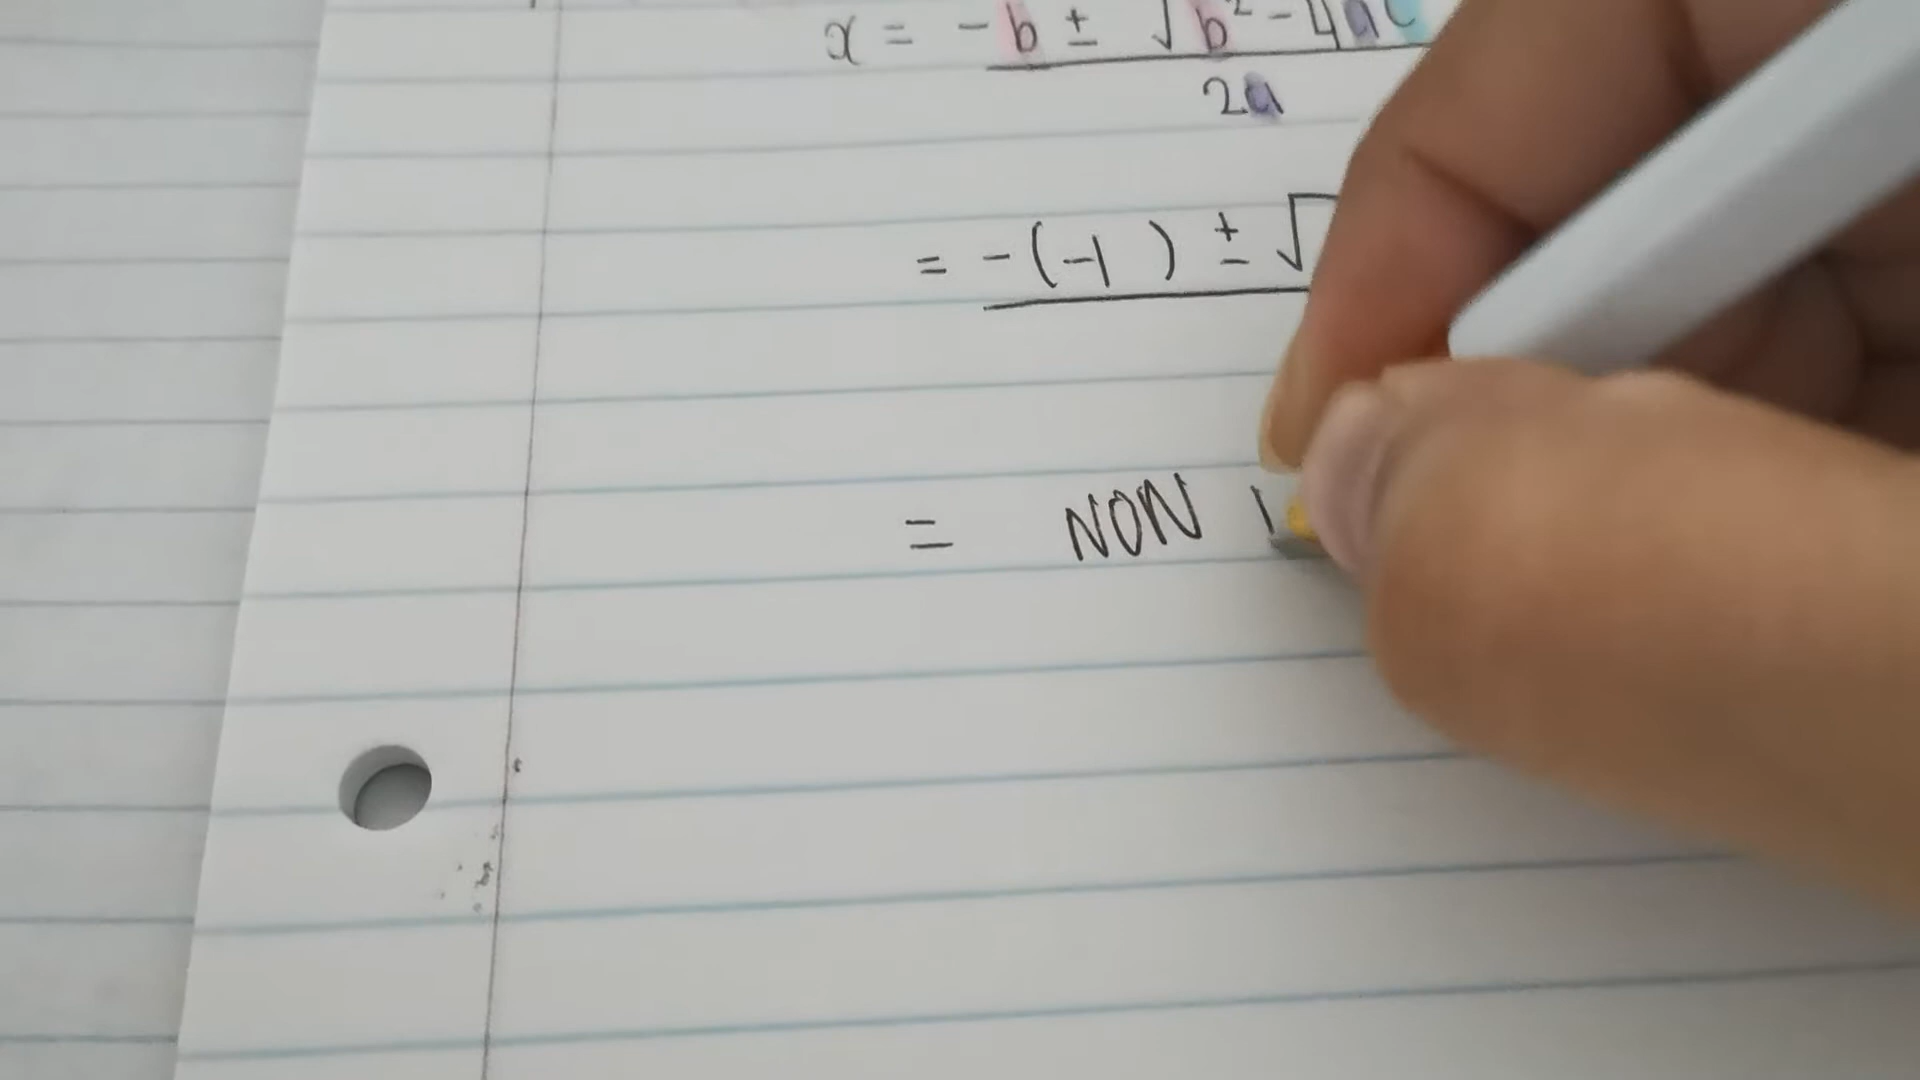 x = -b ± √b² - 4ac
2a
= -(-1) ± √
= NON